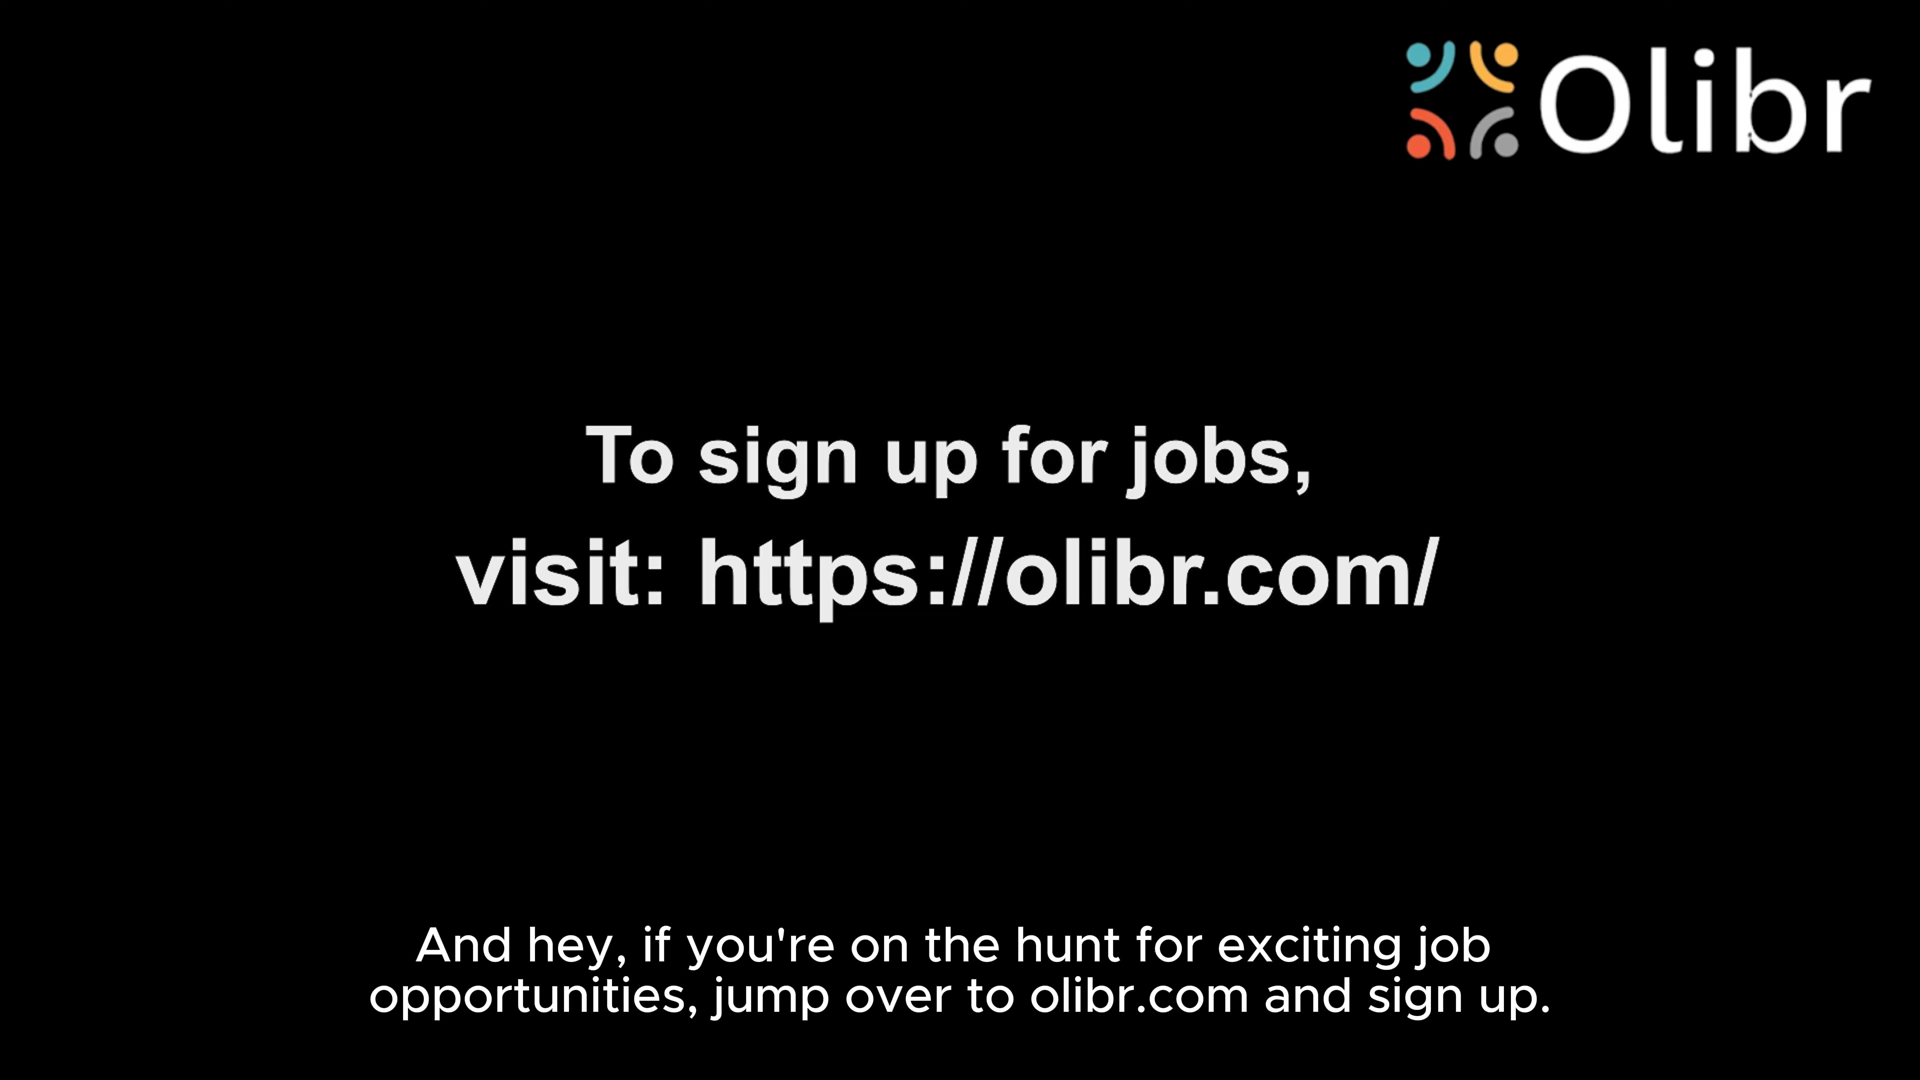 Olibr
To sign up for jobs,
visit: https://olibr.com/
And hey, if you're on the hunt for exciting job
opportunities, jump over to olibr.com and sign up.